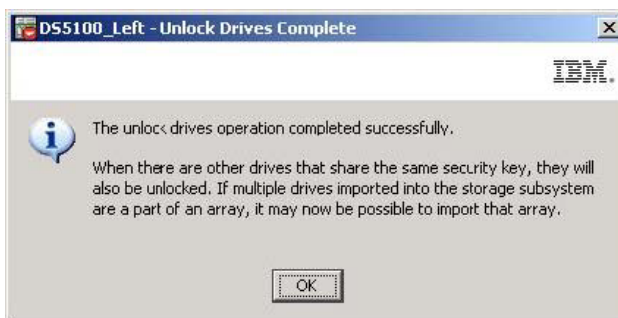 DS5100_Left - Unlock Drives Complete
IBM.
The unlock drives operation completed successfully.
When there are other drives that share the same security key, they will
also be unlocked. If multiple drives imported into the storage subsystem
are a part of an array, it may now be possible to import that array.
OK